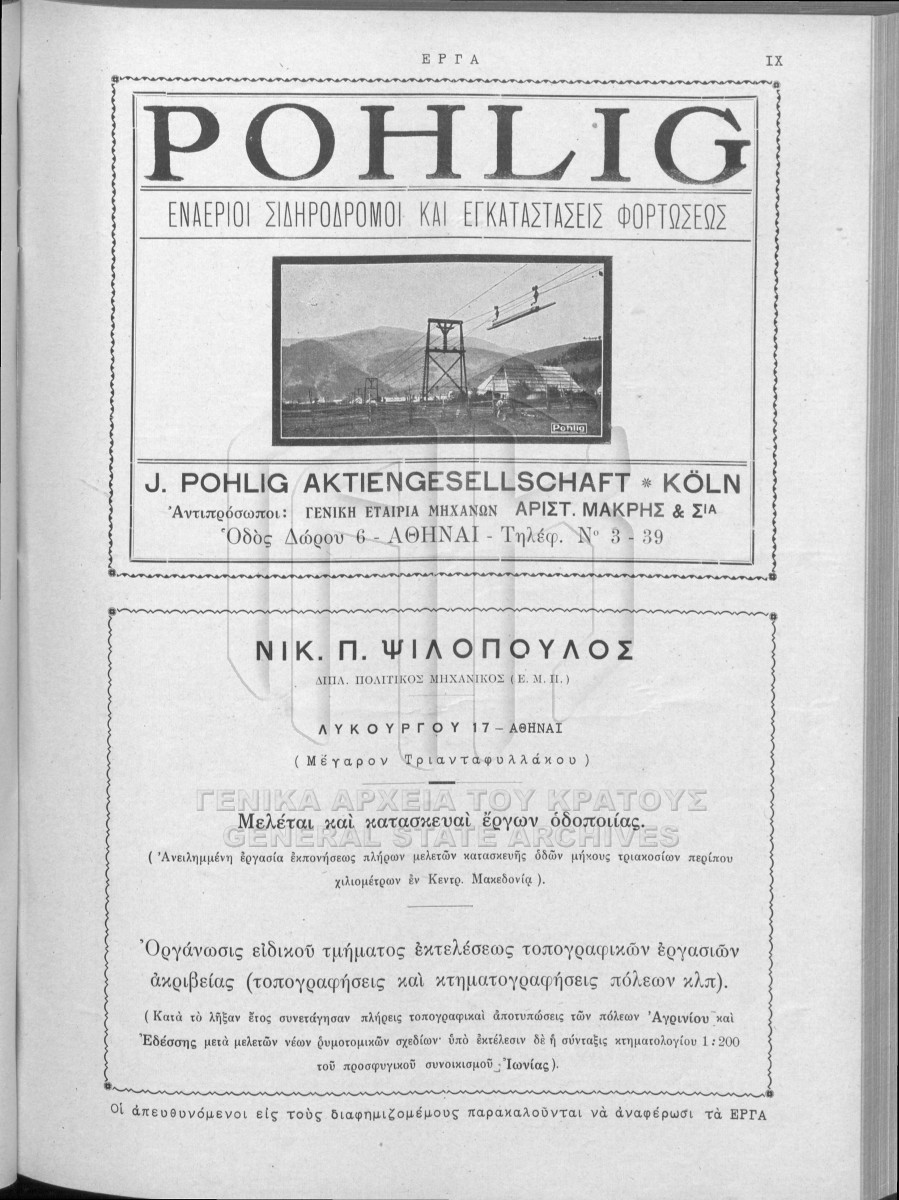 ΕΡΓΑ
IX
POHLIG
ΕΝΑΕΡΙΟΙ ΣΙΔΗΡΟΔΡΟΜΟΙ ΚΑΙ ΕΓΚΑΤΑΣΤΑΣΕΙΣ ΦΟΡΤΩΣΕΩΣ
Pohlig
J. POHLIG AKTIENGESELLSCHAFT * KÖLN
Ἀντιπρόσωποι: ΓΕΝΙΚΗ ΕΤΑΙΡΙΑ ΜΗΧΑΝΩΝ ΑΡΙΣΤ. ΜΑΚΡΗΣ & ΣΙΑ
Ὁδὸς Δώρου 6 - ΑΘΗΝΑΙ - Τηλέφ. Νο 3 - 39
ΝΙΚ. Π. ΨΙΛΟΠΟΥΛΟΣ
ΔΙΠΛ. ΠΟΛΙΤΙΚΟΣ ΜΗΧΑΝΙΚΟΣ (Ε. Μ. Π.)
ΛΥΚΟΥΡΓΟΥ 17 – ΑΘΗΝΑΙ
(Μέγαρον Τριανταφυλλάκου)
ΓΕΝΙΚΑ ΑΡΧΕΙΑ ΤΟΥ ΚΡΑΤΟΥΣ
Μελέται καὶ κατασκευαὶ ἔργων ὁδοποιίας.
GENERAL STATE ARCHIVES
(Ἀνειλημμένη ἐργασία ἐκπονήσεως πλήρων μελετῶν κατασκευῆς ὁδῶν μήκους τριακοσίων περίπου
χιλιομέτρων ἐν Κεντρ. Μακεδονίᾳ).
Ὀργάνωσις εἰδικοῦ τμήματος ἐκτελέσεως τοπογραφικῶν ἐργασιῶν
ἀκριβείας (τοπογραφήσεις καὶ κτηματογραφήσεις πόλεων κλπ).
(Κατὰ τὸ λῆξαν ἔτος συνετάγησαν πλήρεις τοπογραφικαὶ ἀποτυπώσεις τῶν πόλεων Ἀγρινίου καὶ
Ἐδέσσης μετὰ μελετῶν νέων ῥυμοτομικῶν σχεδίων· ὑπὸ ἐκτέλεσιν δὲ ἡ σύνταξις κτηματολογίου 1:200
τοῦ προσφυγικοῦ συνοικισμοῦ Ἰωνίας).
Οἱ ἀπευθυνόμενοι εἰς τοὺς διαφημιζομέμους παρακαλοῦνται νὰ ἀναφέρωσι τὰ ΕΡΓΑ